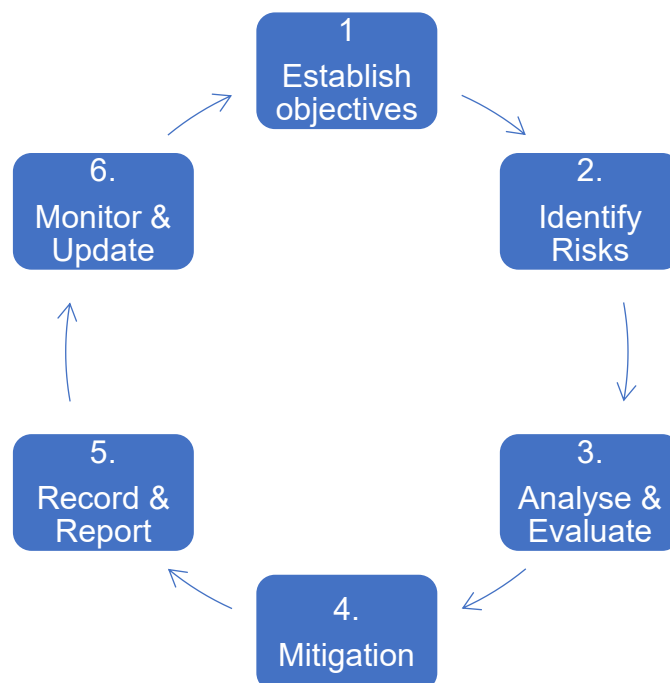 1
Establish
objectives
2.
Identify
Risks
3.
Analyse &
Evaluate
4.
Mitigation
5.
Record &
Report
6.
Monitor &
Update